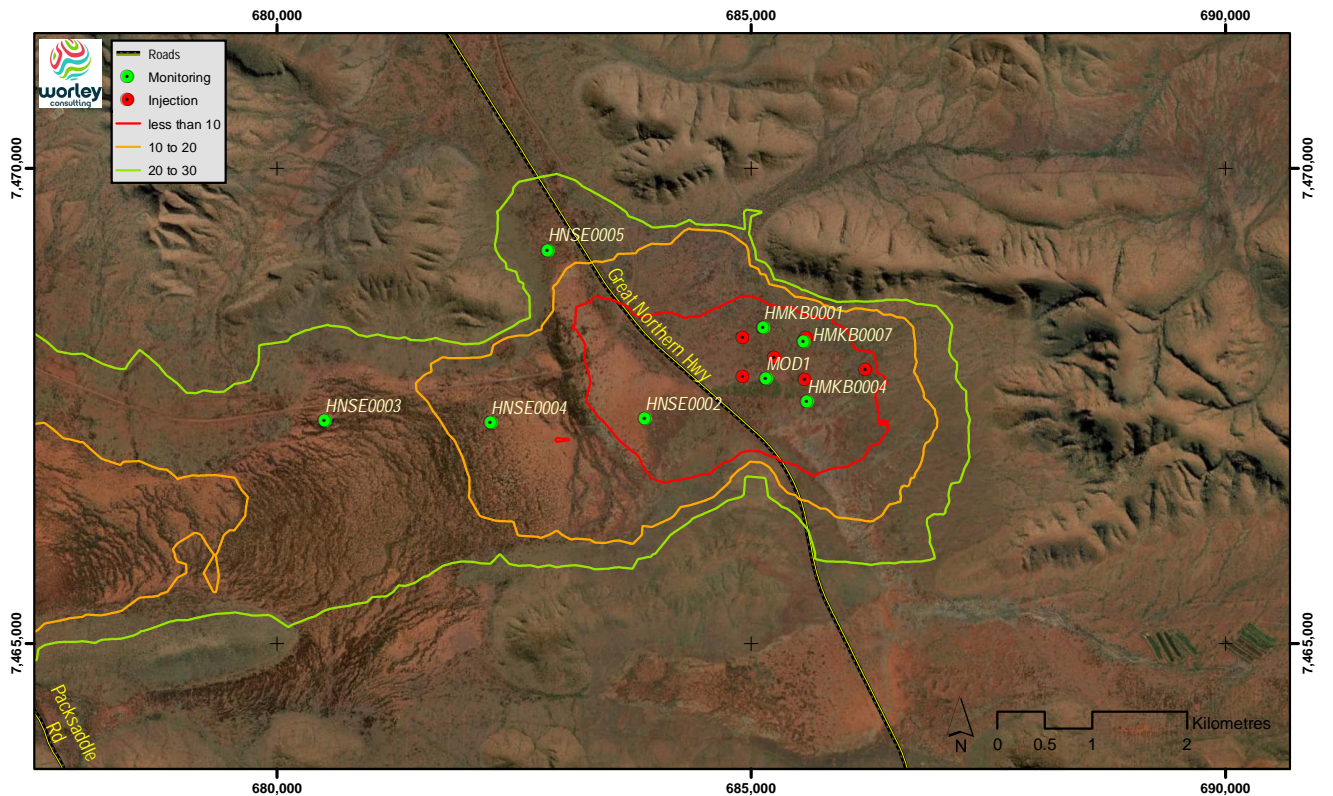 680,000
685,000
690,000
worley
consulting
Roads
Monitoring
Injection
less than 10
10 to 20
20 to 30
7,470,000
7,470,000
HNSE0005
Great Northern Hwy
HMKB0001
HMKB0007
MOD1
HMKB0004
HNSE0003
HNSE0004
HNSE0002
7,465,000
7,465,000
Packsaddle
Rd
N
0 0.5 1 2
Kilometres
680,000
685,000
690,000